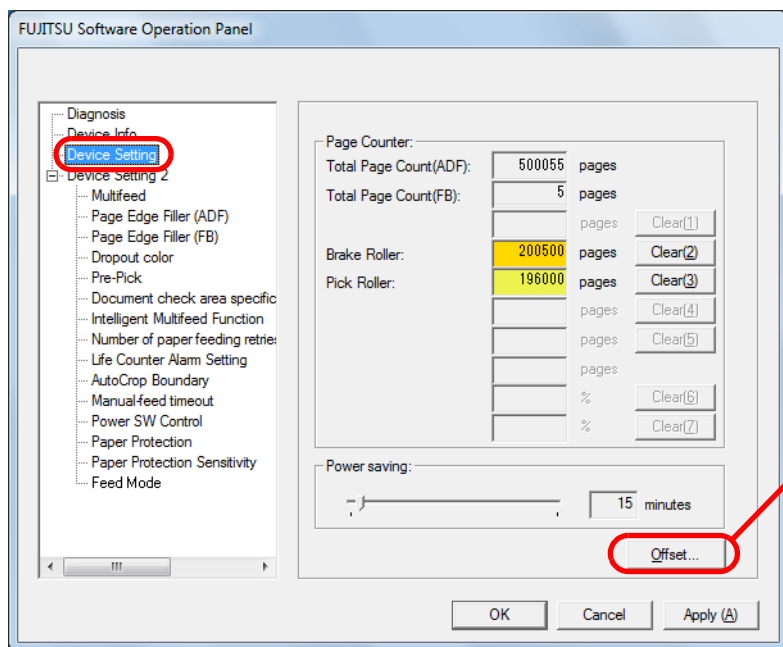 FUJITSU Software Operation Panel
Diagnosis
Device Info
Device Setting
Device Setting 2
Multifeed
Page Edge Filler (ADF)
Page Edge Filler (FB)
Dropout color
Pre-Pick
Document check area specific
Intelligent Multifeed Function
Number of paper feeding retries
Life Counter Alarm Setting
AutoCrop Boundary
Manual-feed timeout
Power SW Control
Paper Protection
Paper Protection Sensitivity
Feed Mode
Page Counter:
Total Page Count(ADF): 500055 pages
Total Page Count(FB): 5 pages
pages Clear(1)
Brake Roller: 200500 pages Clear(2)
Pick Roller: 196000 pages Clear(3)
pages Clear(4)
pages Clear(5)
pages
% Clear(6)
% Clear(7)
Power saving:
15 minutes
Offset...
OK Cancel Apply (A)